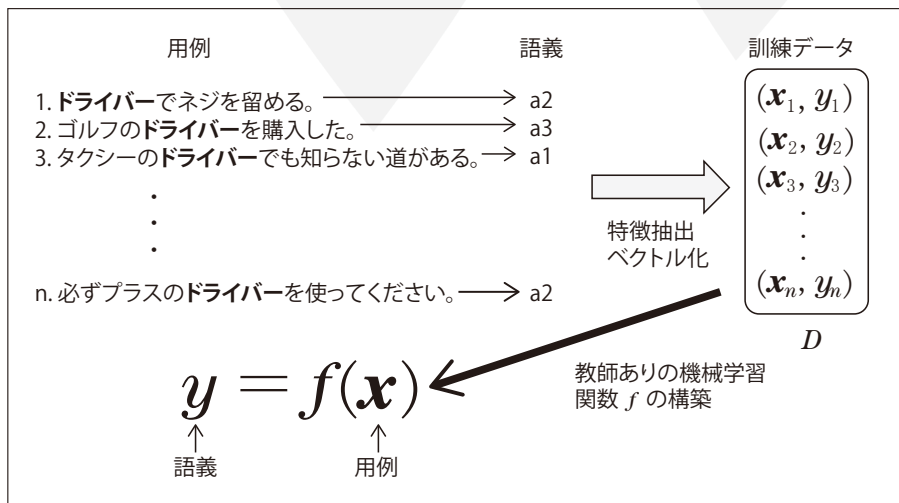 用例 語義 訓練データ
1. ドライバーでネジを留める。 a2 (x₁, y₁)
2. ゴルフのドライバーを購入した。 a3 (x₂, y₂)
3. タクシーのドライバーでも知らない道がある。 a1 (x₃, y₃)
・ ・
・ ・
・ ・
特徴抽出
ベクトル化
n. 必ずプラスのドライバーを使ってください。 a2 (xₙ, yₙ)
D
教師ありの機械学習
関数 f の構築
y = f(x)
語義 用例